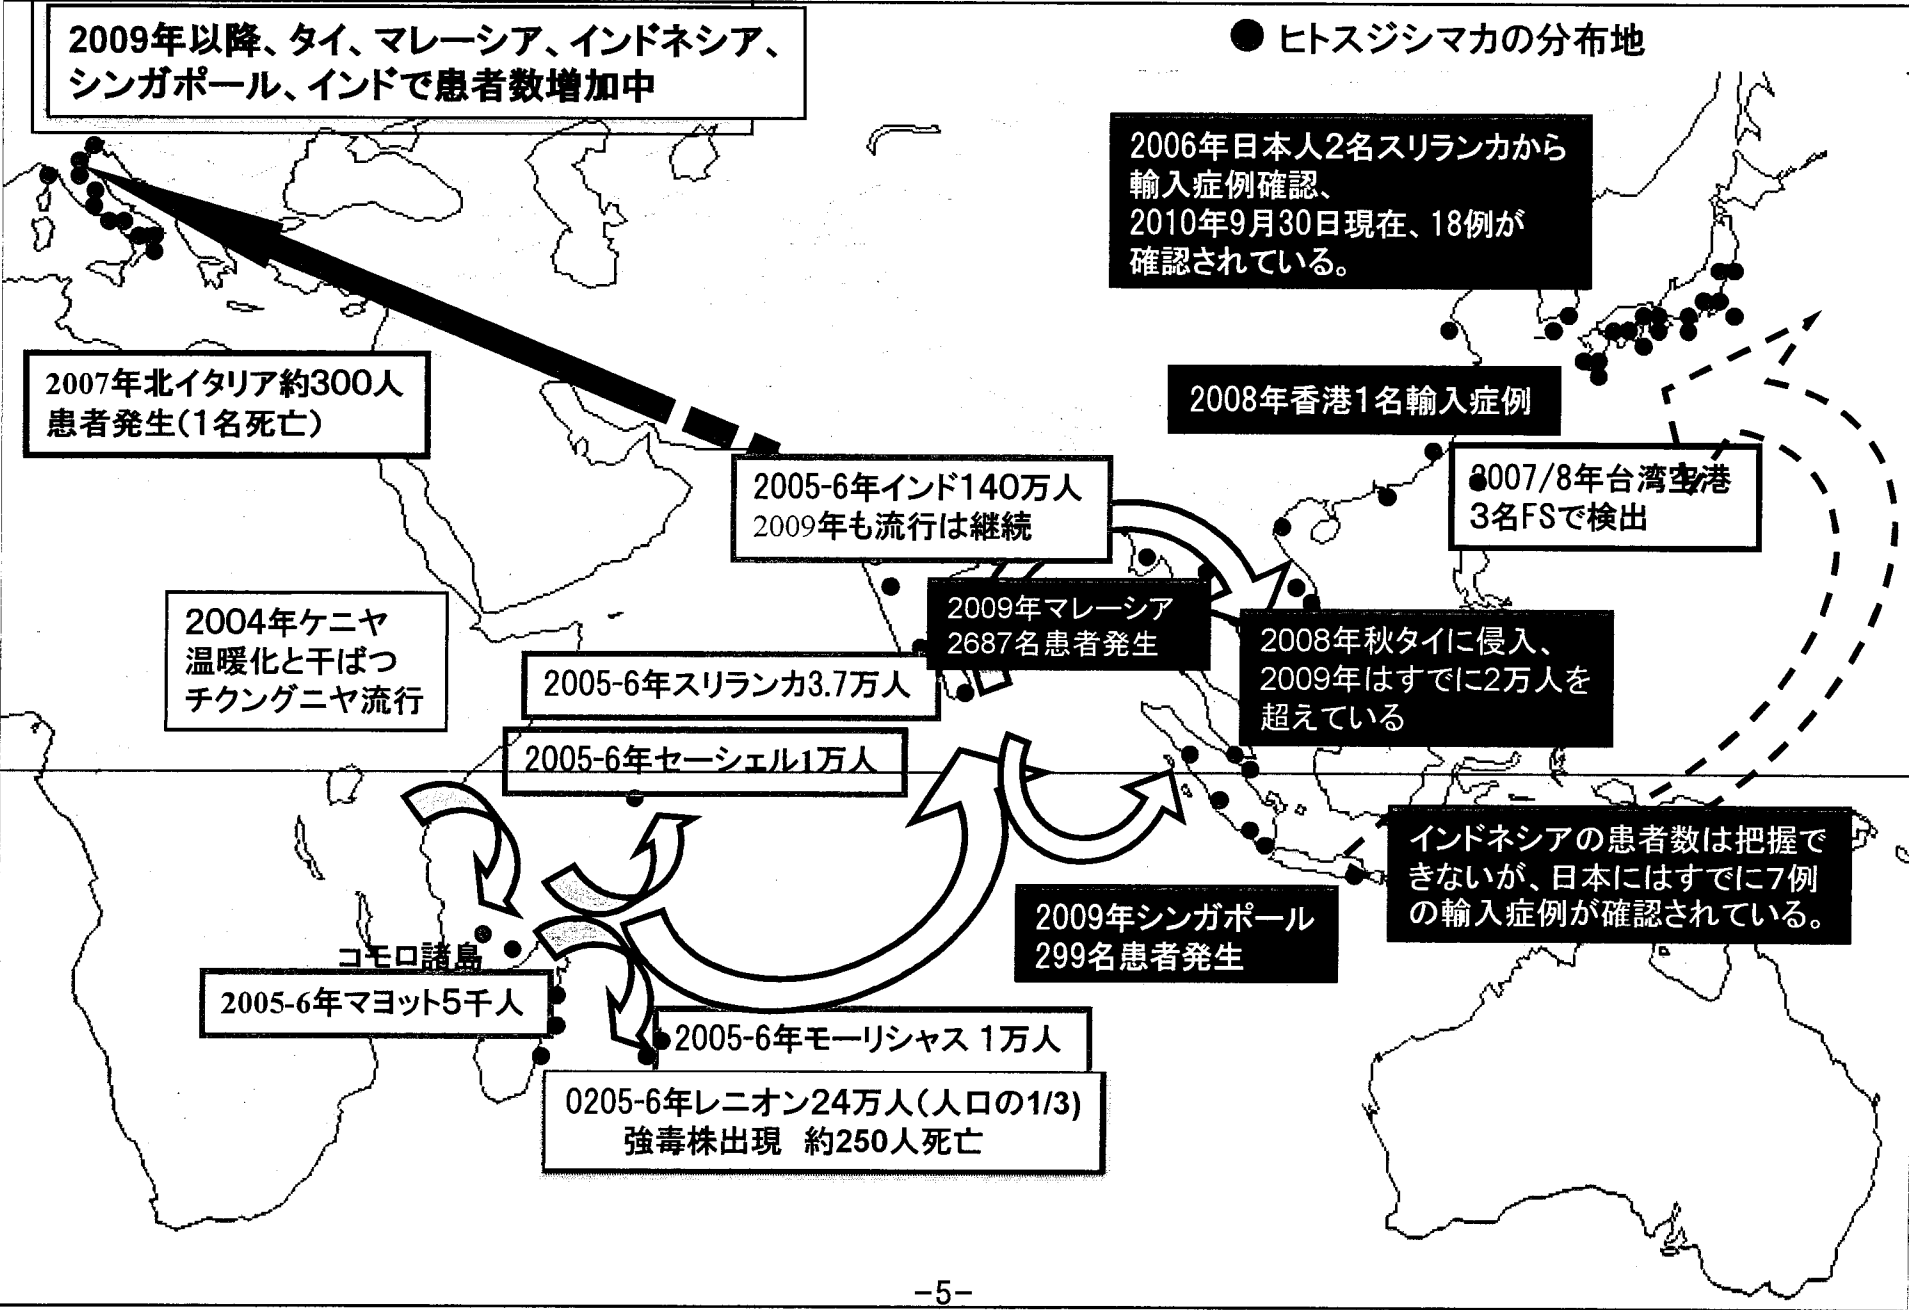 2009年以降、タイ、マレーシア、インドネシア、
シンガポール、インドで患者数増加中
ヒトスジシマカの分布地
2006年日本人2名スリランカから
輸入症例確認、
2010年9月30日現在、18例が
確認されている。
2007年北イタリア約300人
患者発生(1名死亡)
2008年香港1名輸入症例
2007/8年台湾空港
3名FSで検出
2005-6年インド140万人
2009年も流行は継続
2009年マレーシア
2687名患者発生
2004年ケニヤ
温暖化と干ばつ
チクングニヤ流行
2008年秋タイに侵入、
2009年はすでに2万人を
超えている
2005-6年スリランカ3.7万人
2005-6年セーシェル1万人
インドネシアの患者数は把握で
きないが、日本にはすでに7例
の輸入症例が確認されている。
2009年シンガポール
299名患者発生
コモロ諸島
2005-6年マヨット5千人
2005-6年モーリシャス 1万人
0205-6年レニオン24万人(人口の1/3)
強毒株出現 約250人死亡
-5-